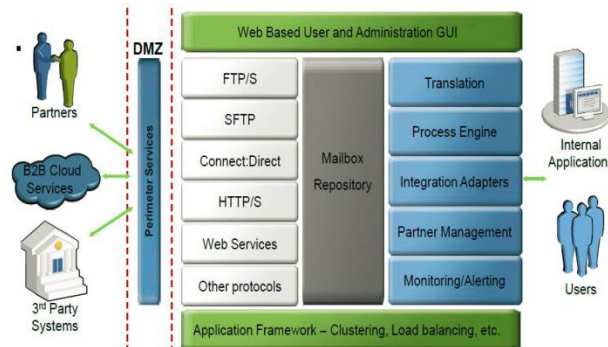 Web Based User and Administration GUI
DMZ
Partners
B2B Cloud
Services
3rd Party
Systems
Perimeter Services
FTP/S
SFTP
Connect:Direct
HTTP/S
Web Services
Other protocols
Mailbox
Repository
Translation
Process Engine
Integration Adapters
Partner Management
Monitoring/Alerting
Internal
Application
Users
Application Framework – Clustering, Load balancing, etc.